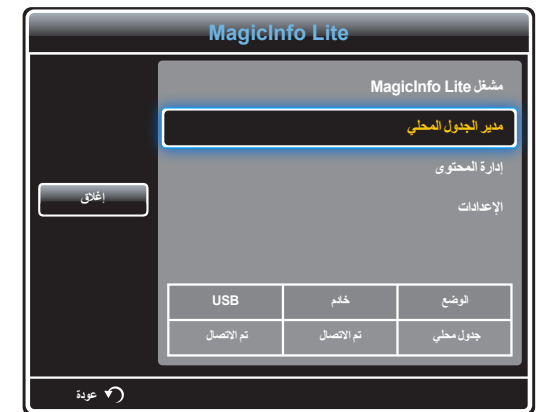 MagicInfo Lite
مشغل MagicInfo Lite
مدير الجدول المحلي
إدارة المحتوى
الإعدادات
إغلاق
الوضع خادم USB
جدول محلي تم الاتصال تم الاتصال
عودة